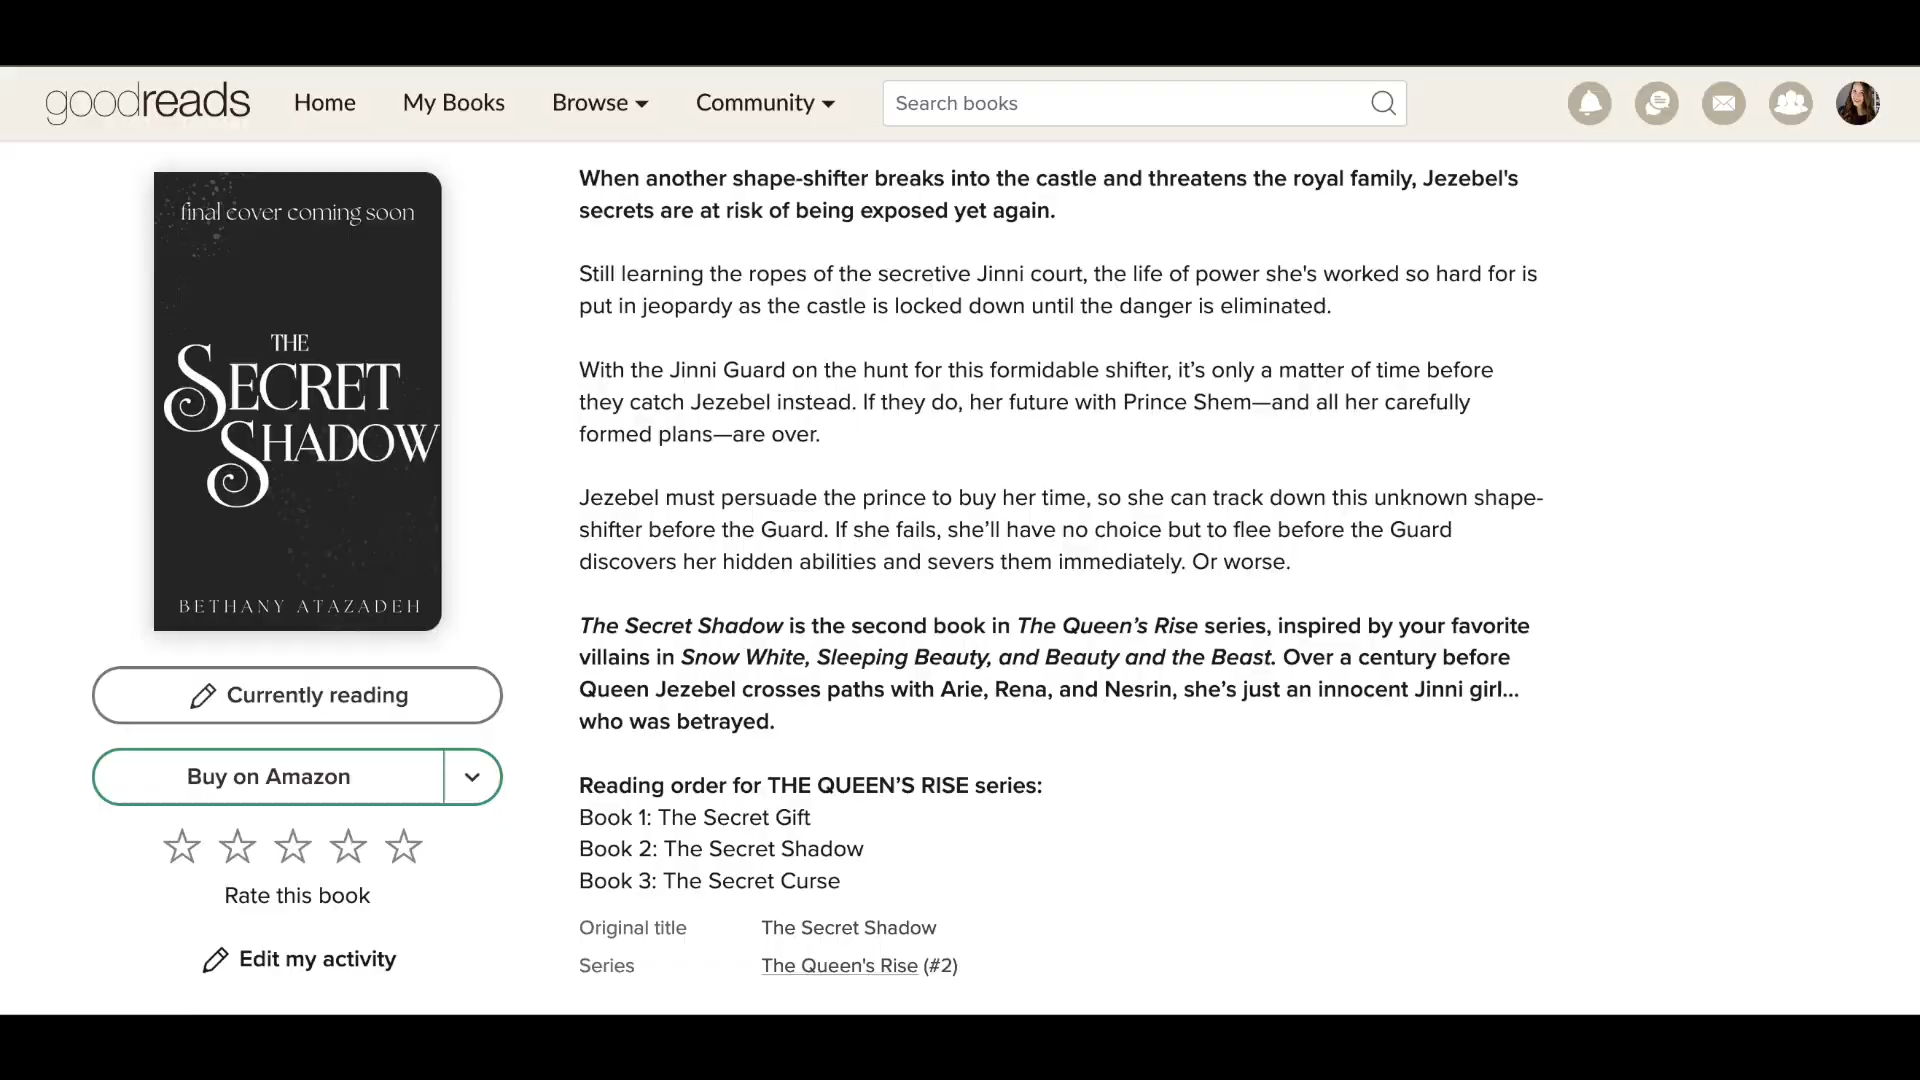 goodreads
Home
My Books
Browse
Community
Search books
final cover coming soon
THE
SECRET
SHADOW
BETHANY ATAZADEH
Currently reading
Buy on Amazon
Rate this book
Edit my activity
When another shape-shifter breaks into the castle and threatens the royal family, Jezebel's
secrets are at risk of being exposed yet again.
Still learning the ropes of the secretive Jinni court, the life of power she's worked so hard for is
put in jeopardy as the castle is locked down until the danger is eliminated.
With the Jinni Guard on the hunt for this formidable shifter, it’s only a matter of time before
they catch Jezebel instead. If they do, her future with Prince Shem—and all her carefully
formed plans—are over.
Jezebel must persuade the prince to buy her time, so she can track down this unknown shape-
shifter before the Guard. If she fails, she’ll have no choice but to flee before the Guard
discovers her hidden abilities and severs them immediately. Or worse.
The Secret Shadow is the second book in The Queen’s Rise series, inspired by your favorite
villains in Snow White, Sleeping Beauty, and Beauty and the Beast. Over a century before
Queen Jezebel crosses paths with Arie, Rena, and Nesrin, she’s just an innocent Jinni girl...
who was betrayed.
Reading order for THE QUEEN’S RISE series:
Book 1: The Secret Gift
Book 2: The Secret Shadow
Book 3: The Secret Curse
Original title The Secret Shadow
Series The Queen's Rise (#2)